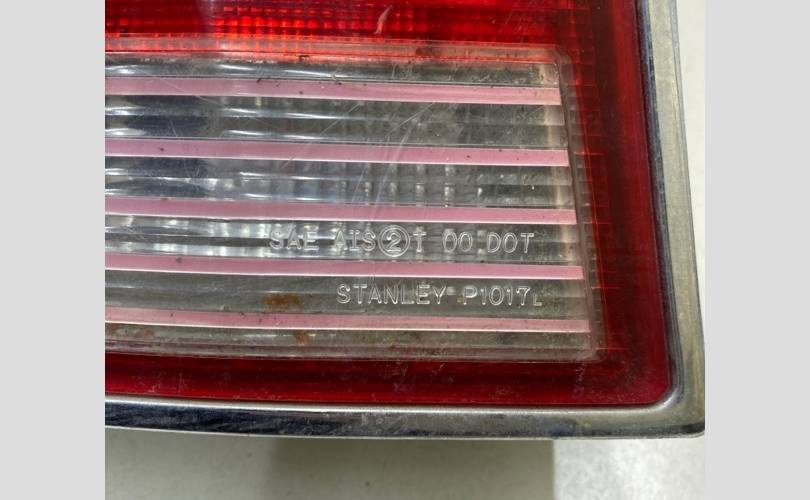 SAE AIS②T 00 DOT
STANLEY® P1017L